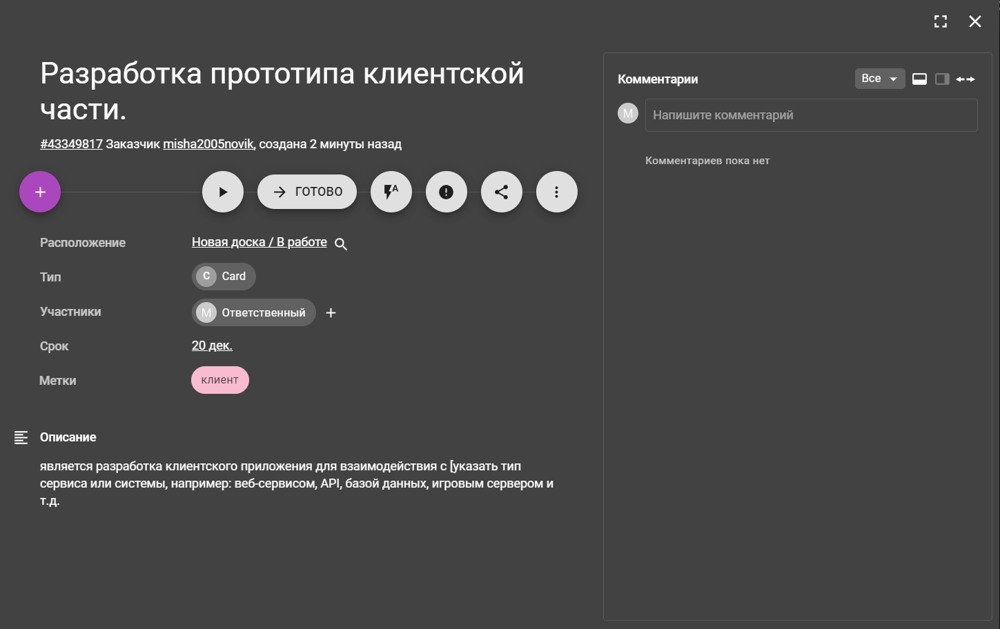 Разработка прототипа клиентской
части.
#43349817 Заказчик misha2005novik, создана 2 минуты назад
ГОТОВО
A
Расположение
Новая доска / В работе
Тип
C Card
Участники
M Ответственный
Срок
20 дек.
Метки
клиент
Описание
является разработка клиентского приложения для взаимодействия с [указать тип
сервиса или системы, например: веб-сервисом, API, базой данных, игровым сервером и
т.д.
Комментарии
Все
M
Напишите комментарий
Комментариев пока нет